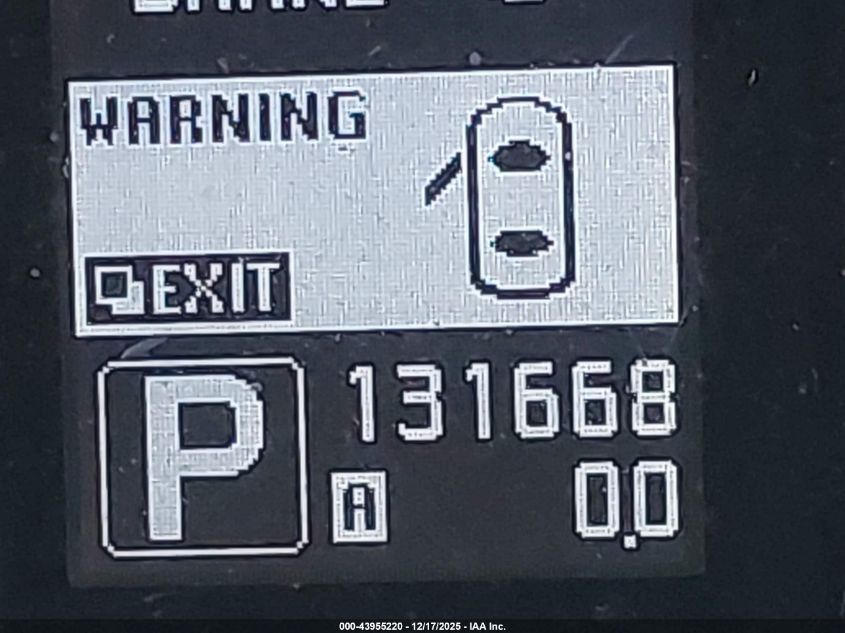 WARNING
EXIT
P
131668
A
0.0
000-43955220 - 12/17/2025 - IAA Inc.